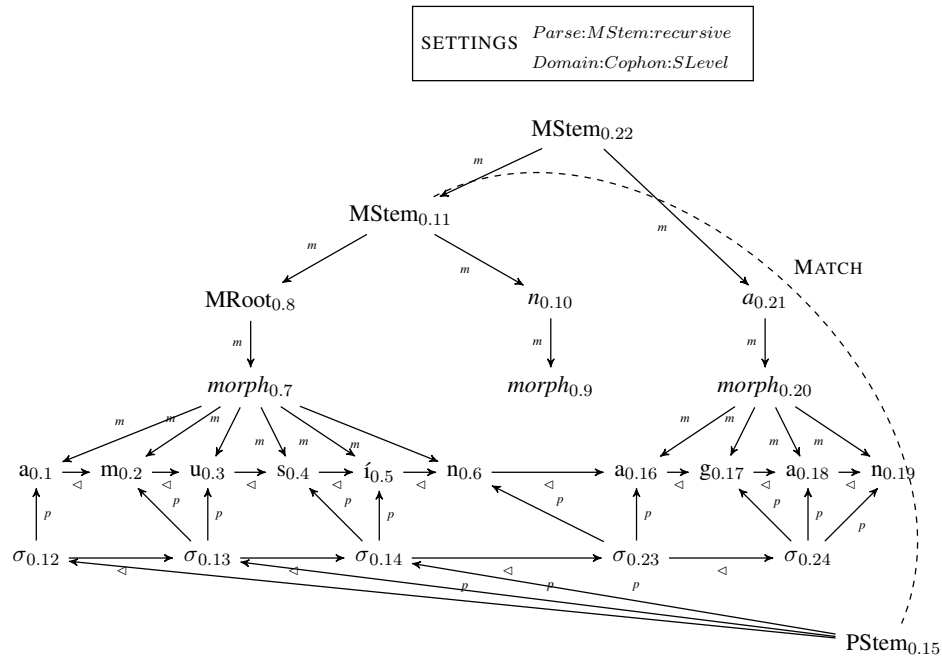 SETTINGS Parse:MStem:recursive
Domain:Cophon:SLevel
MStem0.22
m
MStem0.11
m m m
MATCH
MRoot0.8 n0.10 a0.21
m m m
morph0.7 morph0.9 morph0.20
m m m m m m m m m m
a0.1 m0.2 u0.3 s0.4 í0.5 n0.6 a0.16 g0.17 a0.18 n0.19
◁ ◁ ◁ ◁ ◁ ◁ ◁ ◁ ◁
p p p p p p p p p p
σ0.12 σ0.13 σ0.14 σ0.23 σ0.24
◁ ◁ ◁ ◁
p p p
PStem0.15